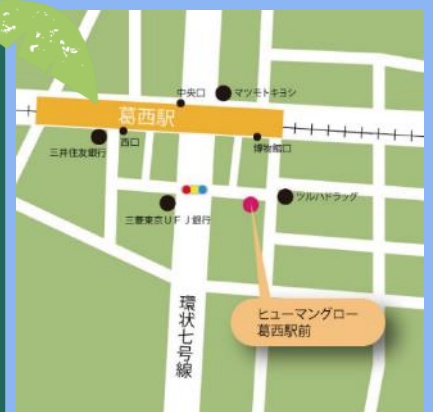 中央口
マツモトキヨシ
葛西駅
三井住友銀行
西口
博物館口
三菱東京UFJ銀行
ツルハドラッグ
環状七号線
ヒューマングロー
葛西駅前